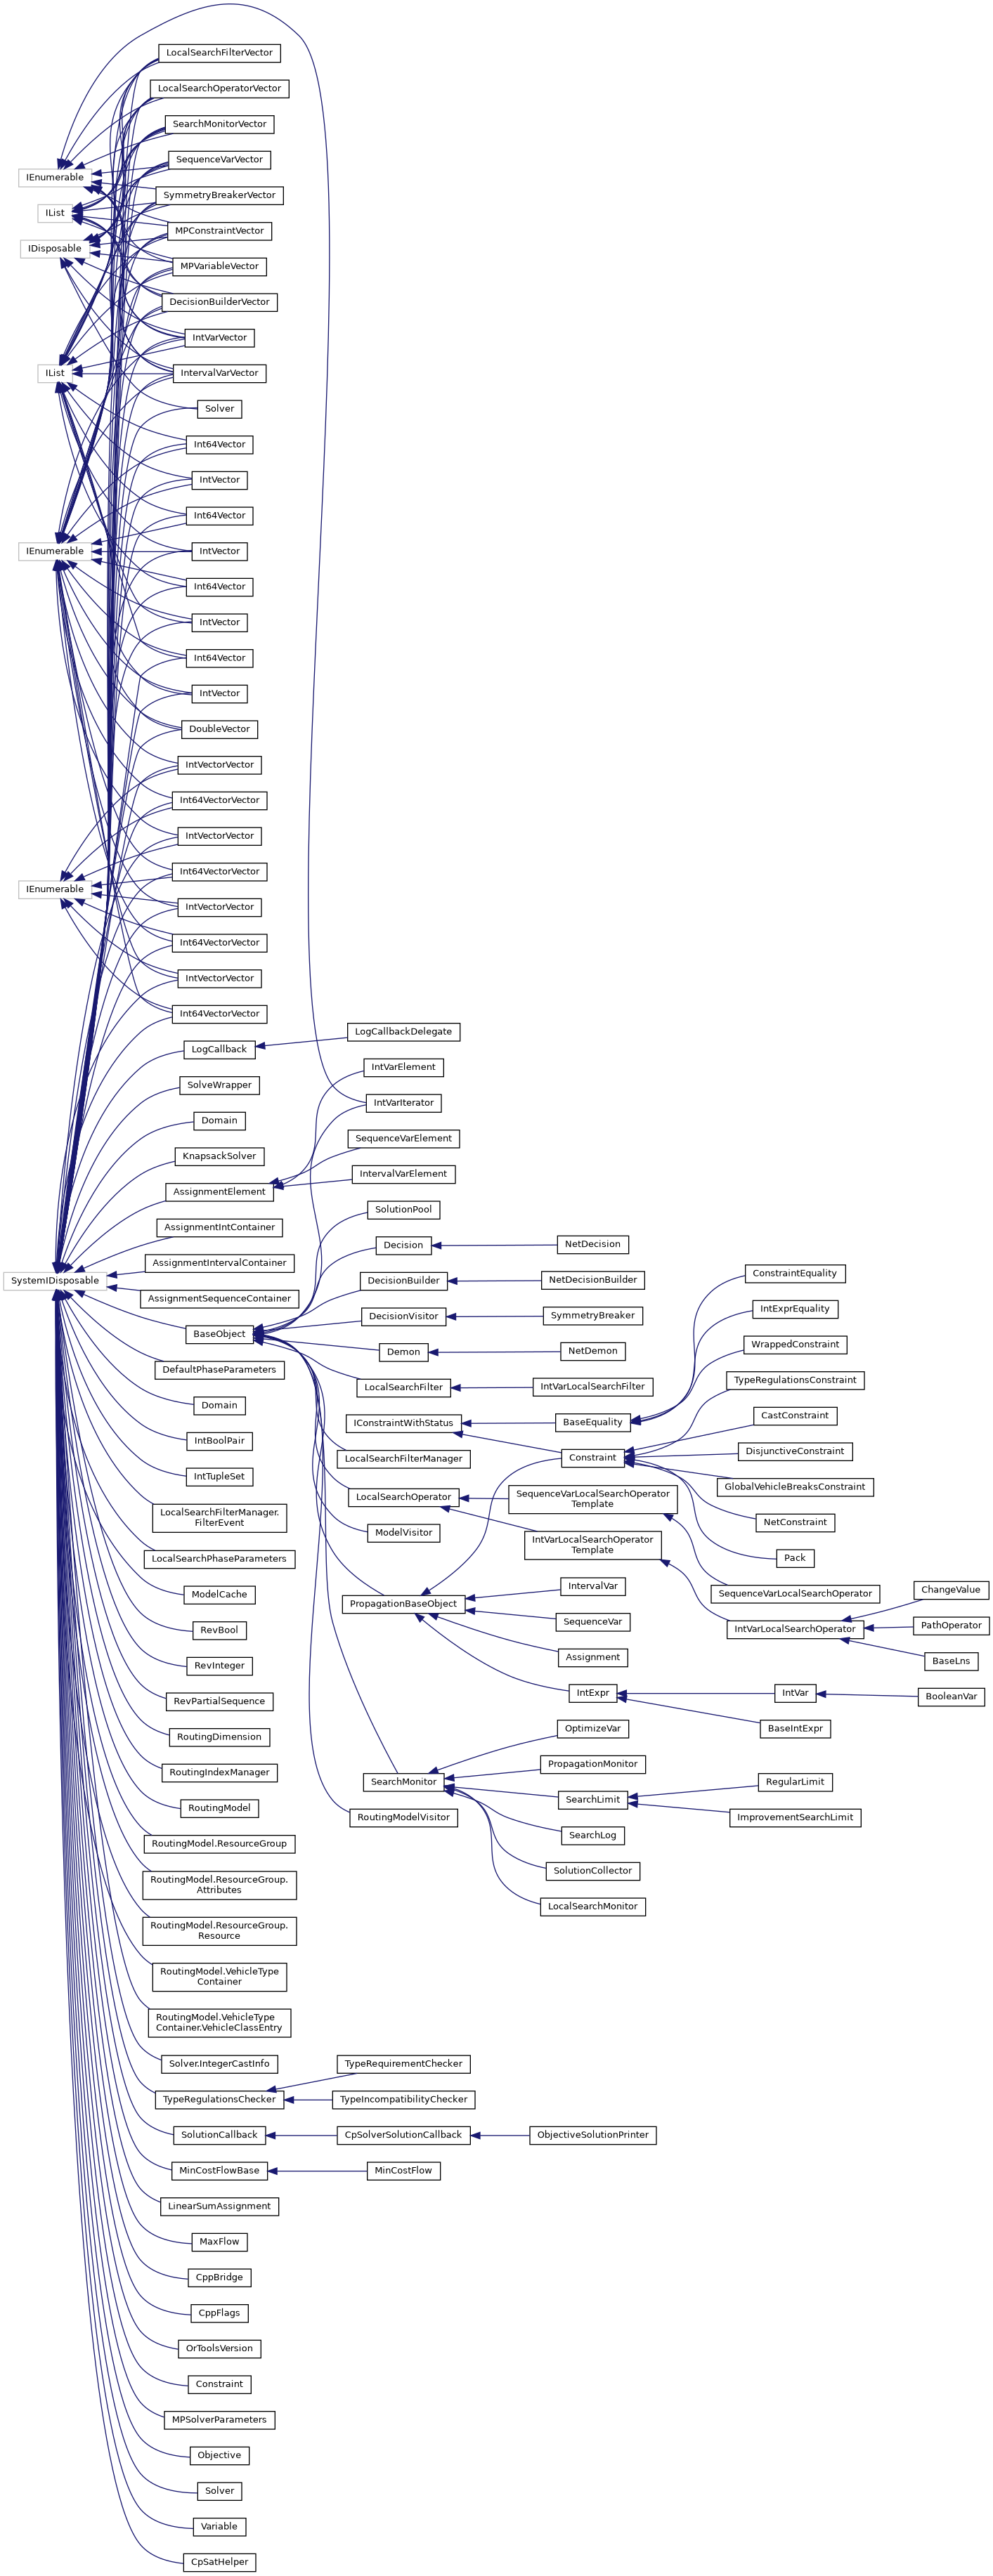 LocalSearchFilterVector
LocalSearchOperatorVector
SearchMonitorVector
SequenceVarVector
IEnumerable
SymmetryBreakerVector
IList
MPConstraintVector
IDisposable
MPVariableVector
DecisionBuilderVector
IntVarVector
IList
IntervalVarVector
Solver
Int64Vector
IntVector
Int64Vector
IEnumerable
IntVector
Int64Vector
IntVector
Int64Vector
IntVector
DoubleVector
IntVectorVector
Int64VectorVector
IntVectorVector
Int64VectorVector
IEnumerable
IntVectorVector
Int64VectorVector
IntVectorVector
Int64VectorVector
LogCallbackDelegate
LogCallback
IntVarElement
SolveWrapper
IntVarIterator
Domain
SequenceVarElement
KnapsackSolver
IntervalVarElement
AssignmentElement
SolutionPool
AssignmentIntContainer
Decision
NetDecision
AssignmentIntervalContainer
ConstraintEquality
SystemIDisposable
DecisionBuilder
NetDecisionBuilder
AssignmentSequenceContainer
IntExprEquality
DecisionVisitor
SymmetryBreaker
BaseObject
WrappedConstraint
Demon
NetDemon
DefaultPhaseParameters
TypeRegulationsConstraint
LocalSearchFilter
IntVarLocalSearchFilter
Domain
CastConstraint
IConstraintWithStatus
BaseEquality
IntBoolPair
DisjunctiveConstraint
LocalSearchFilterManager
Constraint
IntTupleSet
GlobalVehicleBreaksConstraint
LocalSearchOperator
SequenceVarLocalSearchOperator
Template
LocalSearchFilterManager.
FilterEvent
NetConstraint
ModelVisitor
IntVarLocalSearchOperator
Template
LocalSearchPhaseParameters
Pack
ModelCache
IntervalVar
SequenceVarLocalSearchOperator
ChangeValue
PropagationBaseObject
RevBool
SequenceVar
IntVarLocalSearchOperator
PathOperator
RevInteger
Assignment
BaseLns
RevPartialSequence
IntExpr
IntVar
BooleanVar
RoutingDimension
OptimizeVar
BaseIntExpr
RoutingIndexManager
PropagationMonitor
SearchMonitor
RegularLimit
RoutingModel
SearchLimit
RoutingModelVisitor
ImprovementSearchLimit
RoutingModel.ResourceGroup
SearchLog
RoutingModel.ResourceGroup.
Attributes
SolutionCollector
LocalSearchMonitor
RoutingModel.ResourceGroup.
Resource
RoutingModel.VehicleType
Container
RoutingModel.VehicleType
Container.VehicleClassEntry
Solver.IntegerCastInfo
TypeRequirementChecker
TypeRegulationsChecker
TypeIncompatibilityChecker
SolutionCallback
CpSolverSolutionCallback
ObjectiveSolutionPrinter
MinCostFlowBase
MinCostFlow
LinearSumAssignment
MaxFlow
CppBridge
CppFlags
OrToolsVersion
Constraint
MPSolverParameters
Objective
Solver
Variable
CpSatHelper